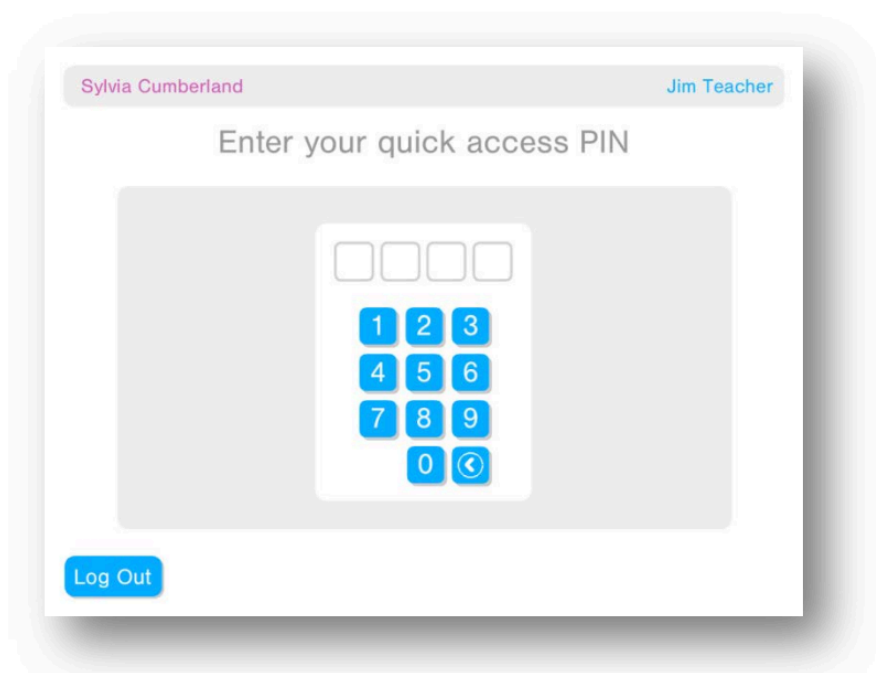 Sylvia Cumberland Jim Teacher
Enter your quick access PIN
1 2 3
4 5 6
7 8 9
0
Log Out